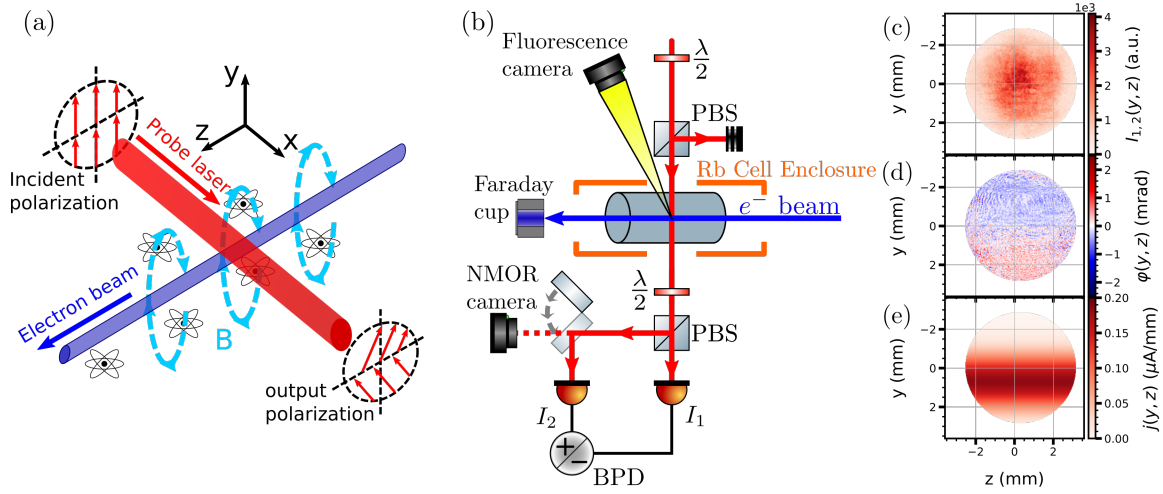 (a)
y
z
x
Probe laser
Incident
polarization
Electron beam
B
output
polarization
(b)
Fluorescence
camera
λ/2
PBS
Rb Cell Enclosure
Faraday
cup
e⁻ beam
NMOR
camera
λ/2
PBS
I₂
I₁
+
−
BPD
(c)
1e3
−2
0
2
y (mm)
4
3
2
1
0
I₁,₂(y, z) (a.u.)
(d)
−2
0
2
y (mm)
2
1
0
−1
−2
φ(y, z) (mrad)
(e)
1e3
−2
0
2
y (mm)
0.20
0.15
0.10
0.05
0.00
j(y, z) (μA/mm)
−2
0
2
z (mm)